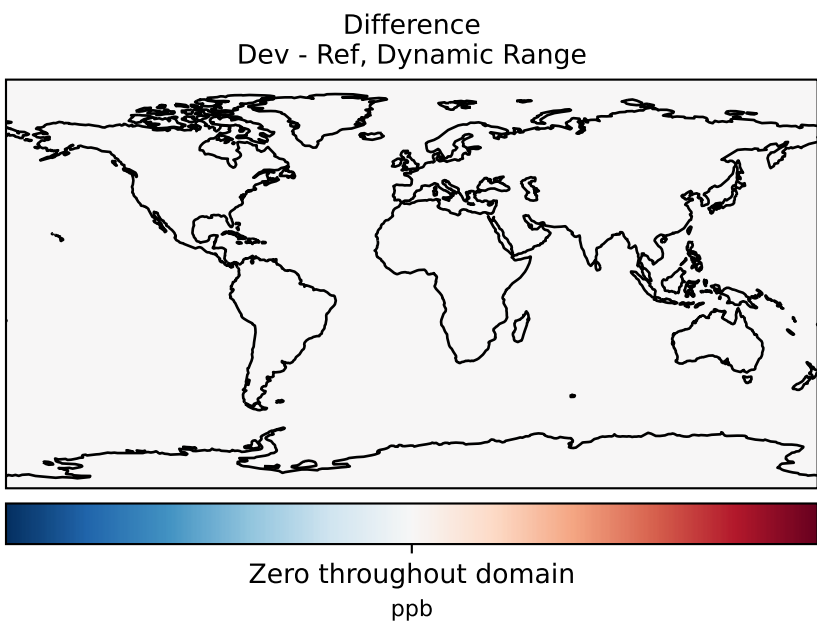 Difference
Dev - Ref, Dynamic Range
Zero throughout domain
ppb